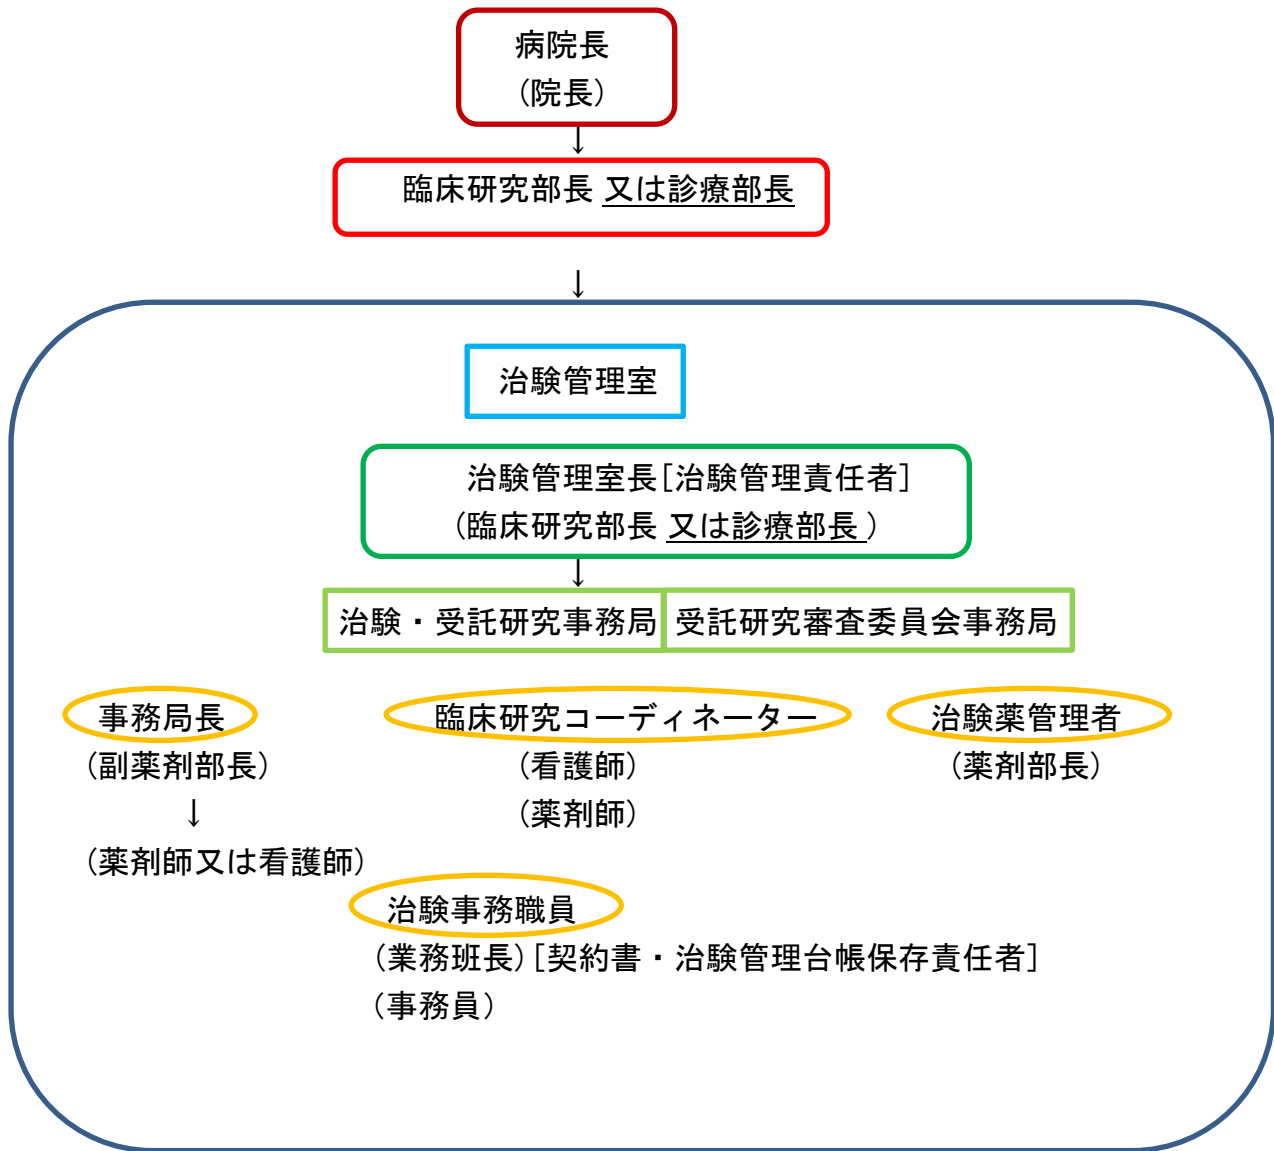 病院長
(院長)
↓
臨床研究部長 又は診療部長
↓
治験管理室
治験管理室長[治験管理責任者]
(臨床研究部長 又は診療部長 )
↓
治験・受託研究事務局 受託研究審査委員会事務局
事務局長 臨床研究コーディネーター 治験薬管理者
(副薬剤部長) (看護師) (薬剤部長)
↓ (薬剤師)
(薬剤師又は看護師)
治験事務職員
(業務班長)[契約書・治験管理台帳保存責任者]
(事務員)